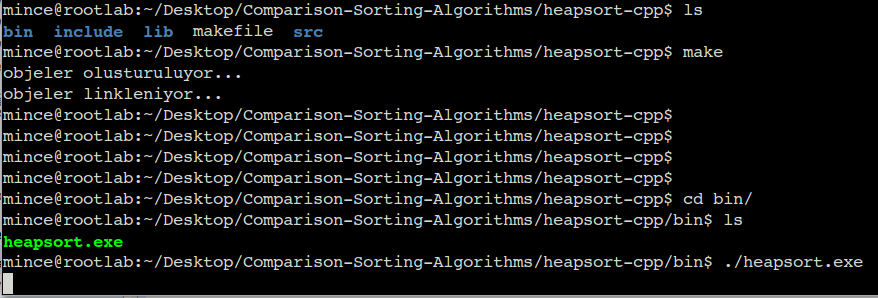 mince@rootlab:~/Desktop/Comparison-Sorting-Algorithms/heapsort-cpp$ ls
bin include lib makefile src
mince@rootlab:~/Desktop/Comparison-Sorting-Algorithms/heapsort-cpp$ make
objeler olusturuluyor...
objeler linkleniyor...
mince@rootlab:~/Desktop/Comparison-Sorting-Algorithms/heapsort-cpp$
mince@rootlab:~/Desktop/Comparison-Sorting-Algorithms/heapsort-cpp$
mince@rootlab:~/Desktop/Comparison-Sorting-Algorithms/heapsort-cpp$
mince@rootlab:~/Desktop/Comparison-Sorting-Algorithms/heapsort-cpp$
mince@rootlab:~/Desktop/Comparison-Sorting-Algorithms/heapsort-cpp$ cd bin/
mince@rootlab:~/Desktop/Comparison-Sorting-Algorithms/heapsort-cpp/bin$ ls
heapsort.exe
mince@rootlab:~/Desktop/Comparison-Sorting-Algorithms/heapsort-cpp/bin$ ./heapsort.exe